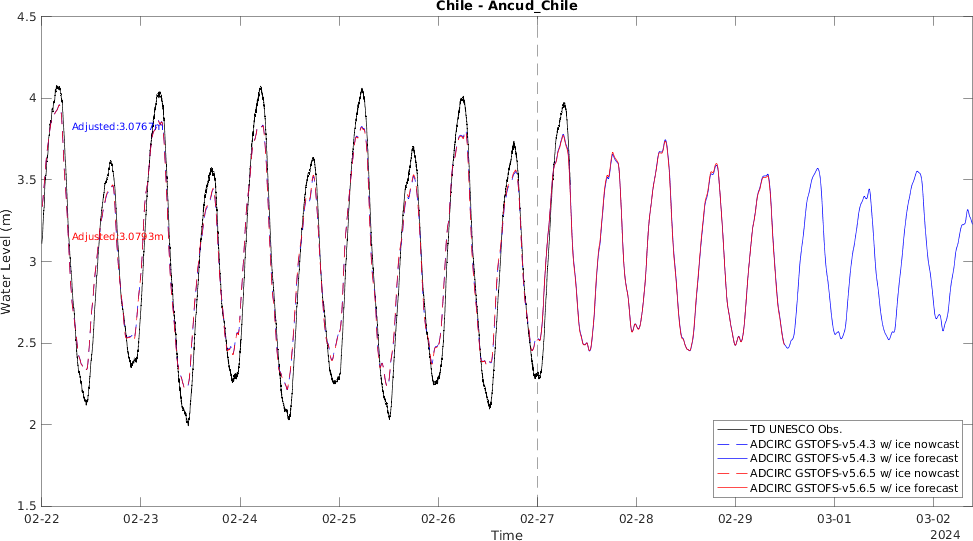 Chile - Ancud_Chile
4.5
4
3.5
3
2.5
2
1.5
Water Level (m)
Adjusted:3.0767m
Adjusted:3.0793m
TD UNESCO Obs.
ADCIRC GSTOFS-v5.4.3 w/ ice nowcast
ADCIRC GSTOFS-v5.4.3 w/ ice forecast
ADCIRC GSTOFS-v5.6.5 w/ ice nowcast
ADCIRC GSTOFS-v5.6.5 w/ ice forecast
02-22 02-23 02-24 02-25 02-26 02-27 02-28 02-29 03-01 03-02
Time
2024